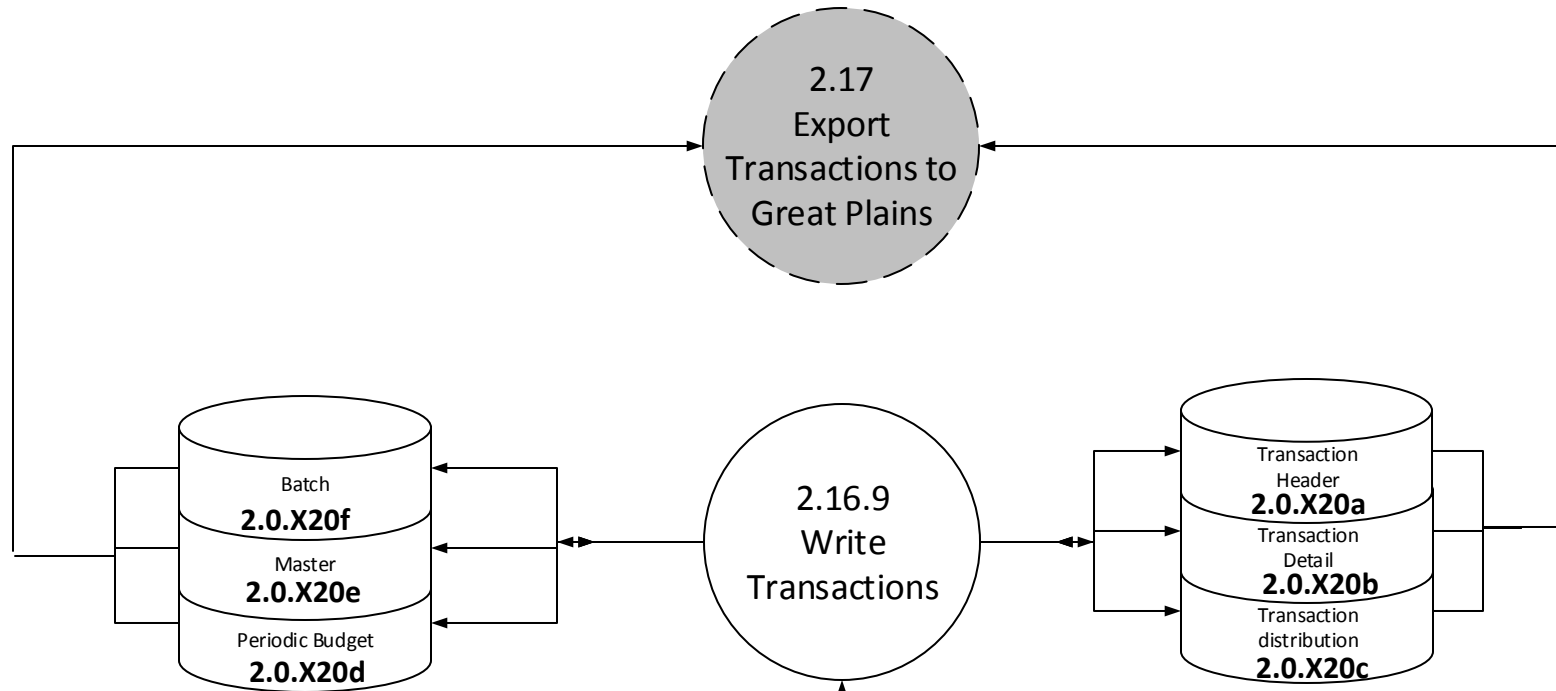 2.17
Export
Transactions to
Great Plains
Batch
2.0.X20f
Master
2.0.X20e
Periodic Budget
2.0.X20d
2.16.9
Write
Transactions
Transaction
Header
2.0.X20a
Transaction
Detail
2.0.X20b
Transaction
distribution
2.0.X20c